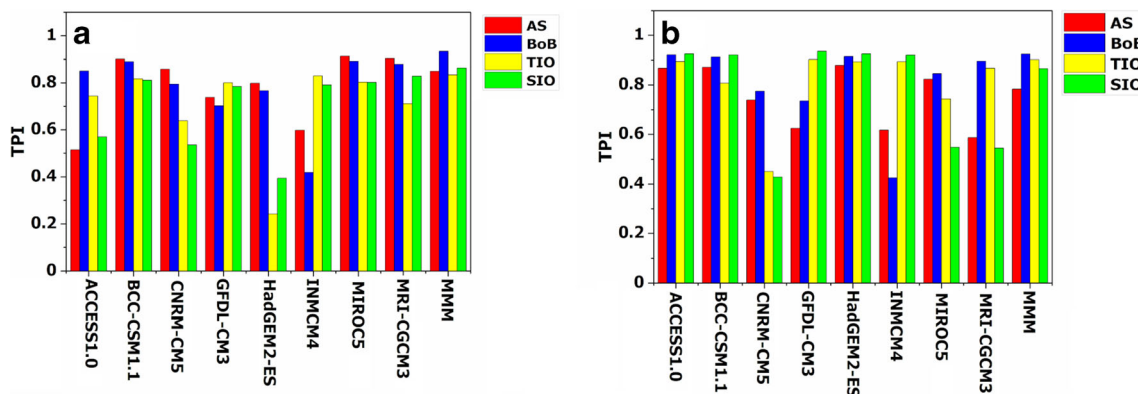 a
AS
BoB
TIO
SIO
TPI
1
0.8
0.6
0.4
0.2
0
ACCESS1.0
BCC-CSM1.1
CNRM-CM5
GFDL-CM3
HadGEM2-ES
INMCM4
MIROC5
MRI-CGCM3
MMM
b
AS
BoB
TIO
SIO
TPI
1
0.8
0.6
0.4
0.2
0
ACCESS1.0
BCC-CSM1.1
CNRM-CM5
GFDL-CM3
HadGEM2-ES
INMCM4
MIROC5
MRI-CGCM3
MMM